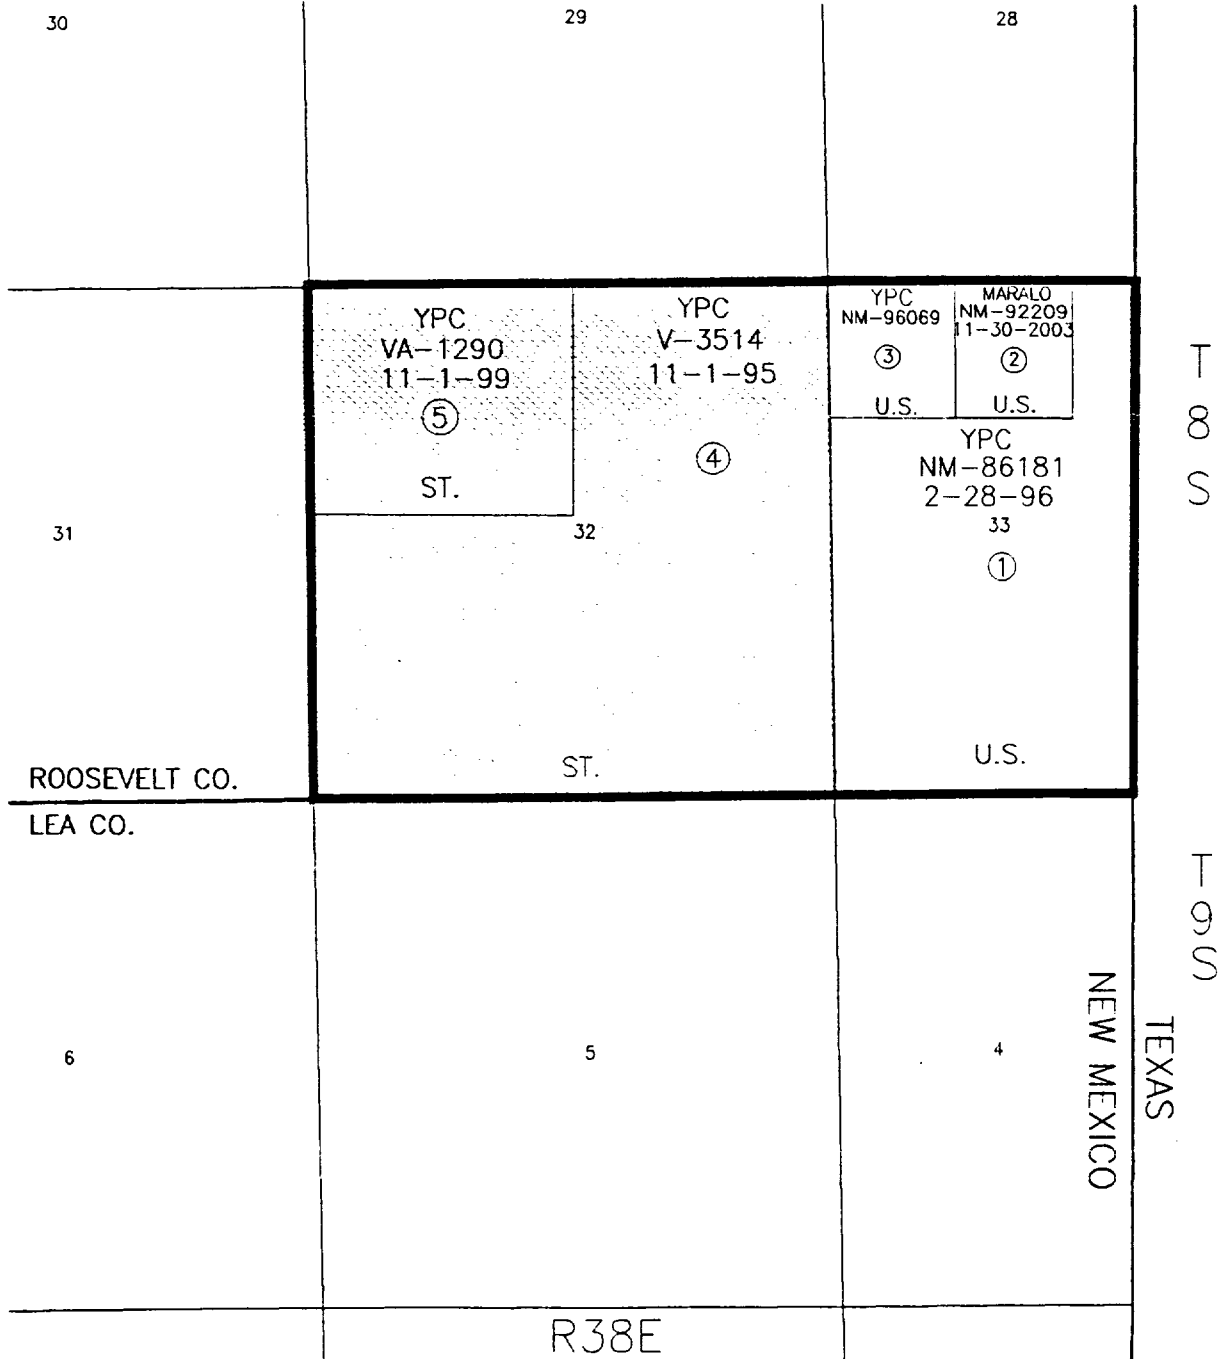 30
29
28
YPC
VA-1290
11-1-99
5
ST.
YPC
V-3514
11-1-95
4
ST.
YPC
NM-96069
3
U.S.
MARALO
NM-92209
11-30-2003
2
U.S.
YPC
NM-86181
2-28-96
33
1
U.S.
31
32
T 8 S
ROOSEVELT CO.
LEA CO.
T 9 S
6
5
4
NEW MEXICO
TEXAS
R38E